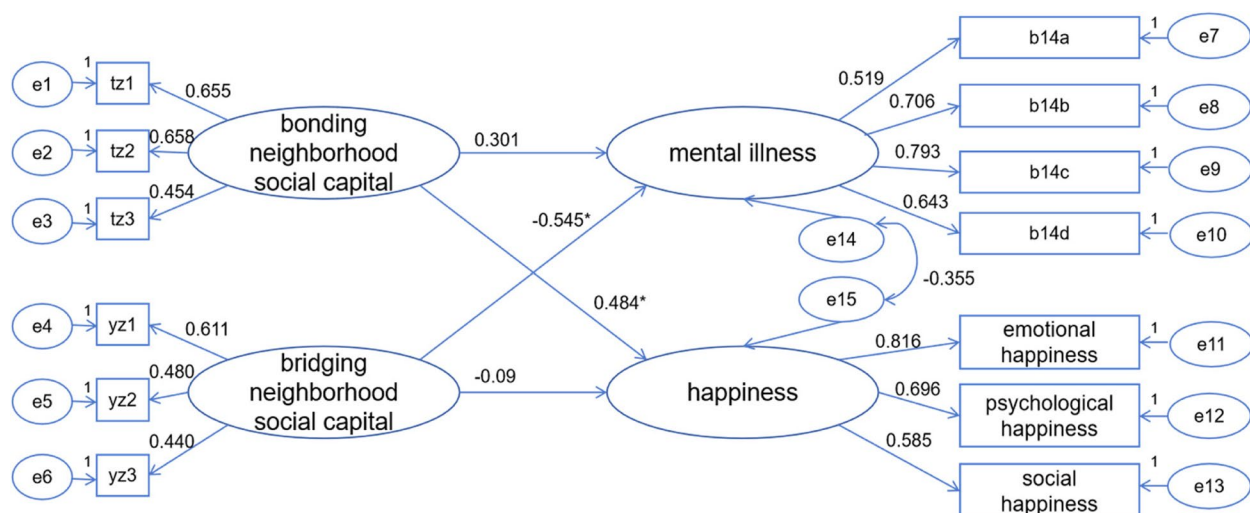 e1
1
tz1
0.655
e2
1
tz2
0.658
e3
1
tz3
0.454
bonding
neighborhood
social capital
0.301
-0.545*
0.484*
e4
1
yz1
0.611
e5
1
yz2
0.480
e6
1
yz3
0.440
bridging
neighborhood
social capital
-0.09
mental illness
0.519
b14a
1
e7
0.706
b14b
1
e8
0.793
b14c
1
e9
0.643
b14d
1
e10
e14
-0.355
e15
happiness
0.816
emotional
happiness
1
e11
0.696
psychological
happiness
1
e12
0.585
social
happiness
1
e13